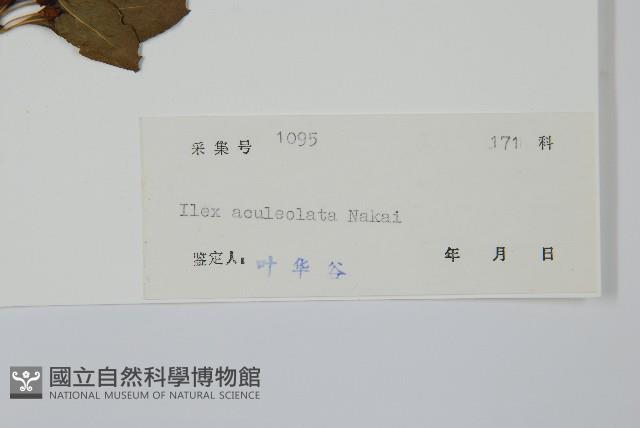 采集号 1095 171 科
Ilex aculeolata Nakai
鉴定人: 叶华谷 年 月 日
國立自然科學博物館
NATIONAL MUSEUM OF NATURAL SCIENCE